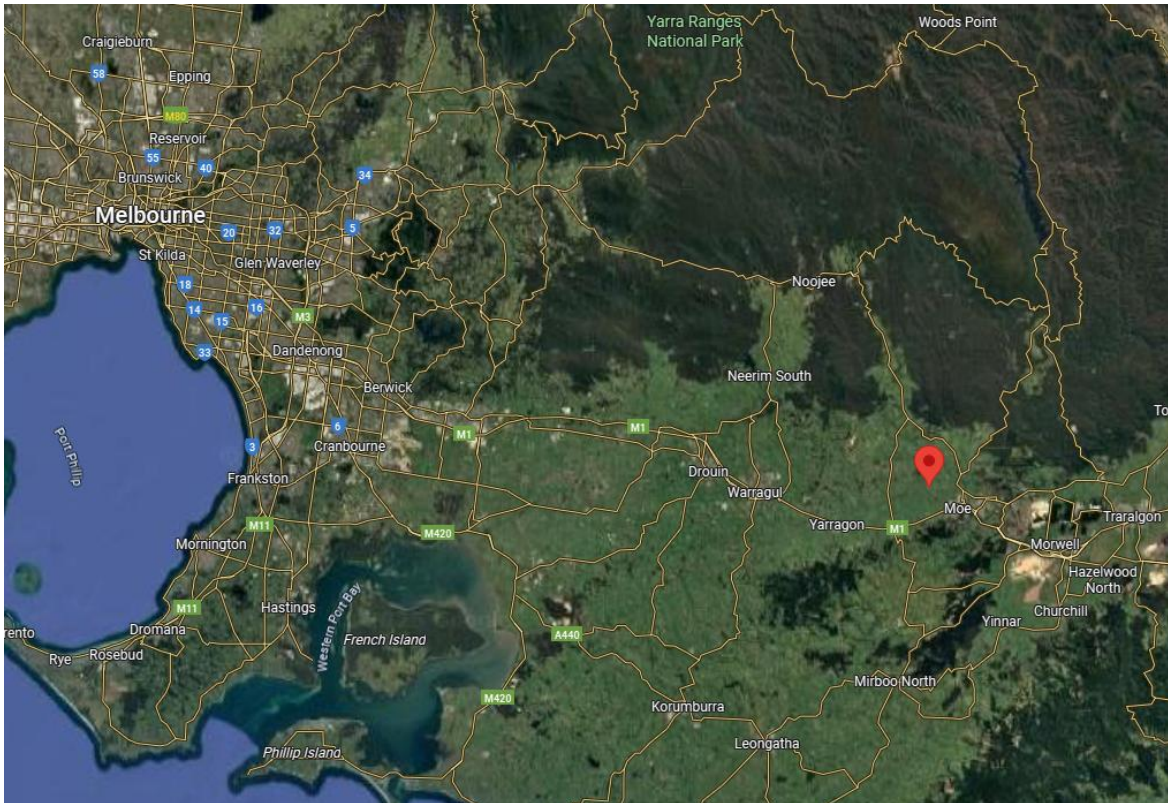 Yarra Ranges
National Park
Woods Point
Craigieburn
58
Epping
M80
Reservoir
55
40
Brunswick
34
Melbourne
20
32
5
St Kilda
Glen Waverley
18
Noojee
14
15
16
M3
33
Dandenong
Neerim South
Berwick
To
6
M1
M1
3
Cranbourne
Port Phillip
Frankston
Drouin
Warragul
Moe
M11
M420
Yarragon
M1
Traralgon
Mornington
Morwell
Hazelwood
North
M11
Hastings
Western Port Bay
French Island
A440
Churchill
Yinnar
rento
Dromana
Rye
Rosebud
Mirboo North
M420
Korumburra
Phillip Island
Leongatha